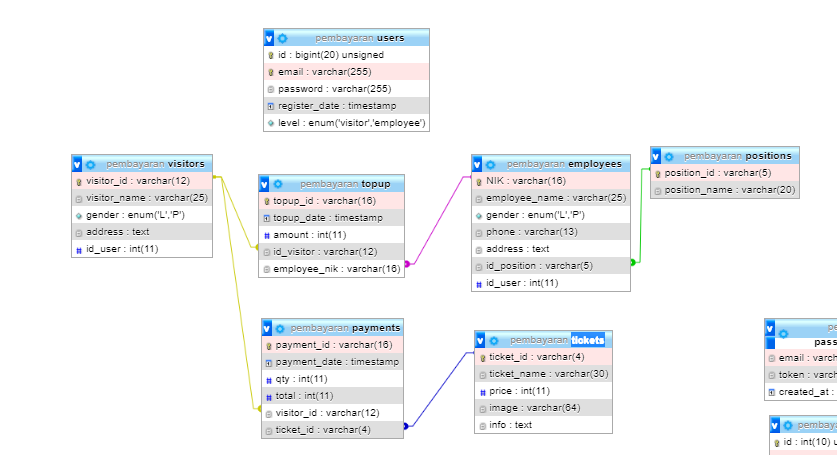 pembayaran users
id : bigint(20) unsigned
email : varchar(255)
password : varchar(255)
register_date : timestamp
level : enum('visitor','employee')
v pembayaran visitors
visitor_id : varchar(12)
visitor_name : varchar(25)
gender : enum('L','P')
address : text
id_user : int(11)
v pembayaran topup
topup_id : varchar(16)
topup_date : timestamp
amount : int(11)
id_visitor : varchar(12)
employee_nik : varchar(16)
v pembayaran employees
NIK : varchar(16)
employee_name : varchar(25)
gender : enum('L','P')
phone : varchar(13)
address : text
id_position : varchar(5)
id_user : int(11)
v pembayaran positions
position_id : varchar(5)
position_name : varchar(20)
v pembayaran payments
payment_id : varchar(16)
payment_date : timestamp
qty : int(11)
total : int(11)
visitor_id : varchar(12)
ticket_id : varchar(4)
v pembayaran tickets
ticket_id : varchar(4)
ticket_name : varchar(30)
price : int(11)
image : varchar(64)
info : text
v pe
pass
email : varch
token : varch
created_at :
v pembaya
id : int(10) u